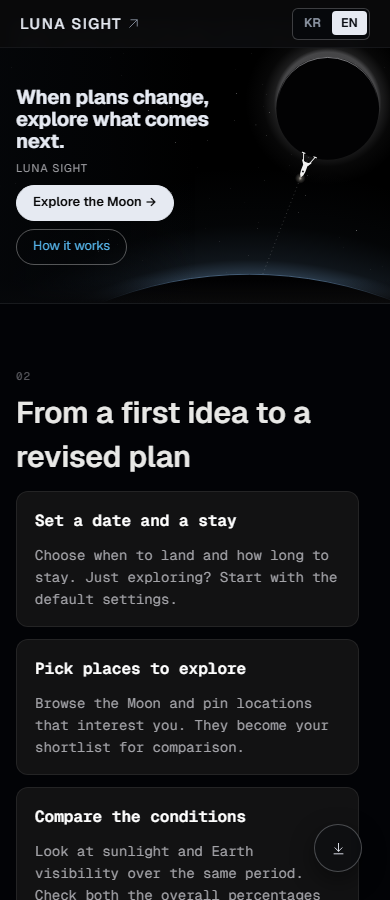 LUNA SIGHT ↗
KR EN
When plans change,
explore what comes
next.
LUNA SIGHT
Explore the Moon →
How it works
02
From a first idea to a
revised plan
Set a date and a stay
Choose when to land and how long to
stay. Just exploring? Start with the
default settings.
Pick places to explore
Browse the Moon and pin locations
that interest you. They become your
shortlist for comparison.
Compare the conditions
Look at sunlight and Earth
visibility over the same period.
Check both the overall percentages